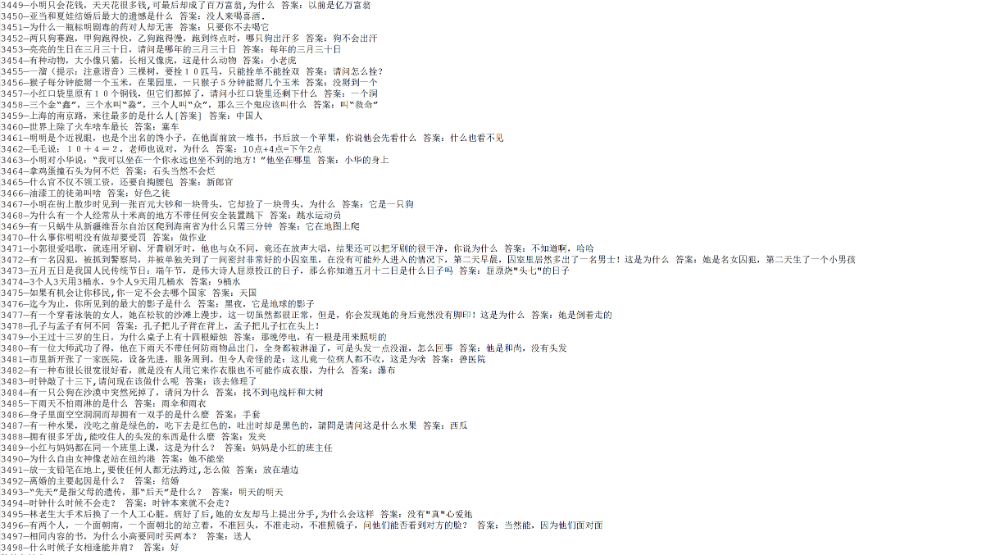 3449—小明只会花钱，天天花很多钱,可最后却成了百万富翁,为什么 答案：以前是亿万富翁
3450—亚当和夏娃结婚后最大的遗憾是什么 答案：没人来喝喜酒.
3451—为什么一瓶标明剧毒的药对人却无害 答案：只要你不去喝它
3452—两只狗赛跑，甲狗跑得快，乙狗跑得慢，跑到终点时，哪只狗出汗多 答案：狗不会出汗
3453—亮亮的生日在三月三十日，请问是哪年的三月三十日 答案：每年的三月三十日
3454—有种动物，大小像只猫，长相又像虎，这是什么动物 答案：小老虎
3455—一溜（提示：注意谐音）三棵树，要拴１０匹马，只能拴单不能拴双 答案：请问怎么拴？
3456—猴子每分钟能掰一个玉米，在果园里，一只猴子５分钟能掰几个玉米 答案：没掰到一个
3457—小红口袋里原有１０个铜钱，但它们都掉了，请问小红口袋里还剩下什么 答案：一个洞
3458—三个金"鑫"，三个水叫"淼"，三个人叫"众"，那么三个鬼应该叫什么 答案：叫"救命"
3459—上海的南京路，来往最多的是什么人[答案] 答案：中国人
3460—世界上除了火车啥车最长 答案：塞车
3461—明明是个近视眼，也是个出名的馋小子，在他面前放一堆书，书后放一个苹果，你说他会先看什么 答案：什么也看不见
3462—毛毛说：１０＋４＝２，老师也说对，为什么 答案：10点+4点=下午2点
3463—小明对小华说："我可以坐在一个你永远也坐不到的地方！"他坐在哪里 答案：小华的身上
3464—拿鸡蛋撞石头为何不烂 答案：石头当然不会烂
3465—什么官不仅不领工资，还要自掏腰包 答案：新郎官
3466—油漆工的徒弟叫啥 答案：好色之徒
3467—小明在街上散步时见到一张百元大钞和一块骨头、它却捡了一块骨头、为什么 答案：它是一只狗
3468—为什么有一个人经常从十米高的地方不带任何安全装置跳下 答案：跳水运动员
3469—有一只蜗牛从新疆维吾尔自治区爬到海南省为什么只需三分钟 答案：它在地图上爬
3470—什么事你明明没有做却要受罚 答案：做作业
3471—小郭很爱唱歌，就连用牙刷、牙膏刷牙时，他也与众不同，竟还在放声大唱，结果还可以把牙刷的很干净，你说为什么 答案：不知道啊，哈哈
3472—有一名囚犯，被抓到警察局，并被单独关到了一间密封非常好的小囚室里，在没有可能外人进入的情况下，第二天早晨，囚室里居然多出了一名男士！这是为什么 答案：她是名女囚犯，第二天生了一个小男孩
3473—五月五日是我国人民传统节日：端午节，是伟大诗人屈原投江的日子，那么你知道五月十二日是什么日子吗 答案：屈原浇"头七"的日子
3474—3个人3天用3桶水，9个人9天用几桶水 答案：9桶水
3475—如果有机会让你移民,你一定不会去哪个国家 答案：天国
3476—迄今为止，你所见到的最大的影子是什么 答案：黑夜，它是地球的影子
3477—有一个穿着泳装的女人，她在松软的沙滩上漫步，这一切虽然都很正常，但是，你会发现她的身后竟然没有脚印！这是为什么 答案：她是倒着走的
3478—孔子与孟子有何不同 答案：孔子把儿子背在背上，孟子把儿扛在头上！
3479—小王过十三岁的生日，为什么桌子上有十四根蜡烛 答案：那晚停电，有一根是用来照明的
3480—有一位大师武功了得，他在下雨天不带任何防雨物品出门，全身都被淋湿了，可是头发一点没湿，怎么回事 答案：他是和尚，没有头发
3481—市里新开张了一家医院，设备先进，服务周到。但令人奇怪的是：这儿竟一位病人都不收，这是为啥 答案：兽医院
3482—有一种布很长很宽很好看，就是没有人用它来作衣服也不可能作成衣服，为什么 答案：瀑布
3483—时钟敲了十三下,请问现在该做什么呢 答案：该去修理了
3484—有一只公狗在沙漠中突然死掉了，请问为什么 答案：找不到电线杆和大树
3485—下雨天不怕雨淋的是什么 答案：雨伞和雨衣
3486—身子里面空空洞洞而却拥有一双手的是什麽 答案：手套
3487—有一种水果，没吃之前是绿色的，吃下去是红色的，吐出时却是黑色的，請問是请问这是什么水果 答案：西瓜
3488—拥有很多牙齿,能咬住人的头发的东西是什么麽 答案：发夹
3489—小红与妈妈都在同一个班里上课，这是为什么？ 答案：妈妈是小红的班主任
3490—为什么自由女神像老站在纽约港 答案：她不能坐
3491—放一支铅笔在地上,要使任何人都无法跨过,怎么做 答案：放在墙边
3492—离婚的主要起因是什么? 答案：结婚
3493—"先天"是指父母的遗传，那"后天"是什么？ 答案：明天的明天
3494—时钟什么时候不会走？ 答案：时钟本来就不会走？
3495—林老生大手术后换了一个人工心脏。病好了后,她的女友却马上提出分手,为什么会这样 答案：没有"真"心爱她
3496—有两个人，一个面朝南，一个面朝北的站立着，不准回头，不准走动，不准照镜子，问他们能否看到对方的脸？ 答案：当然能，因为他们面对面
3497—相同内容的书，为什么小高要同时买两本？ 答案：送人
3498—什么时候子女相逢能并肩？ 答案：好